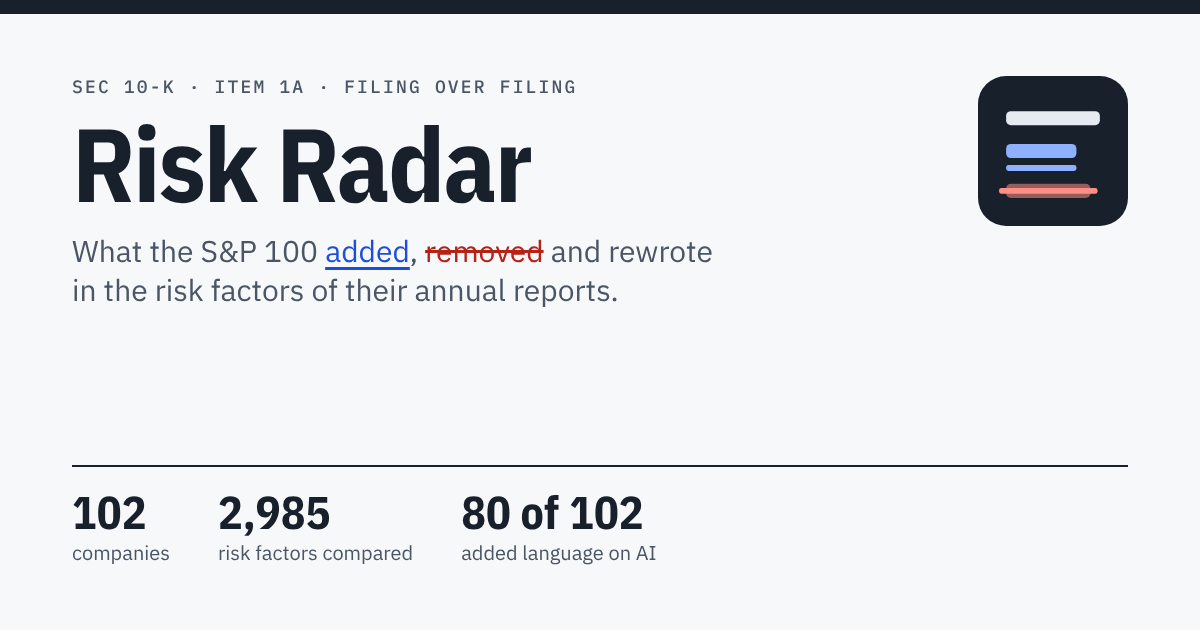 SEC 10-K · ITEM 1A · FILING OVER FILING
Risk Radar
What the S&P 100 added, removed and rewrote
in the risk factors of their annual reports.
102
companies
2,985
risk factors compared
80 of 102
added language on AI